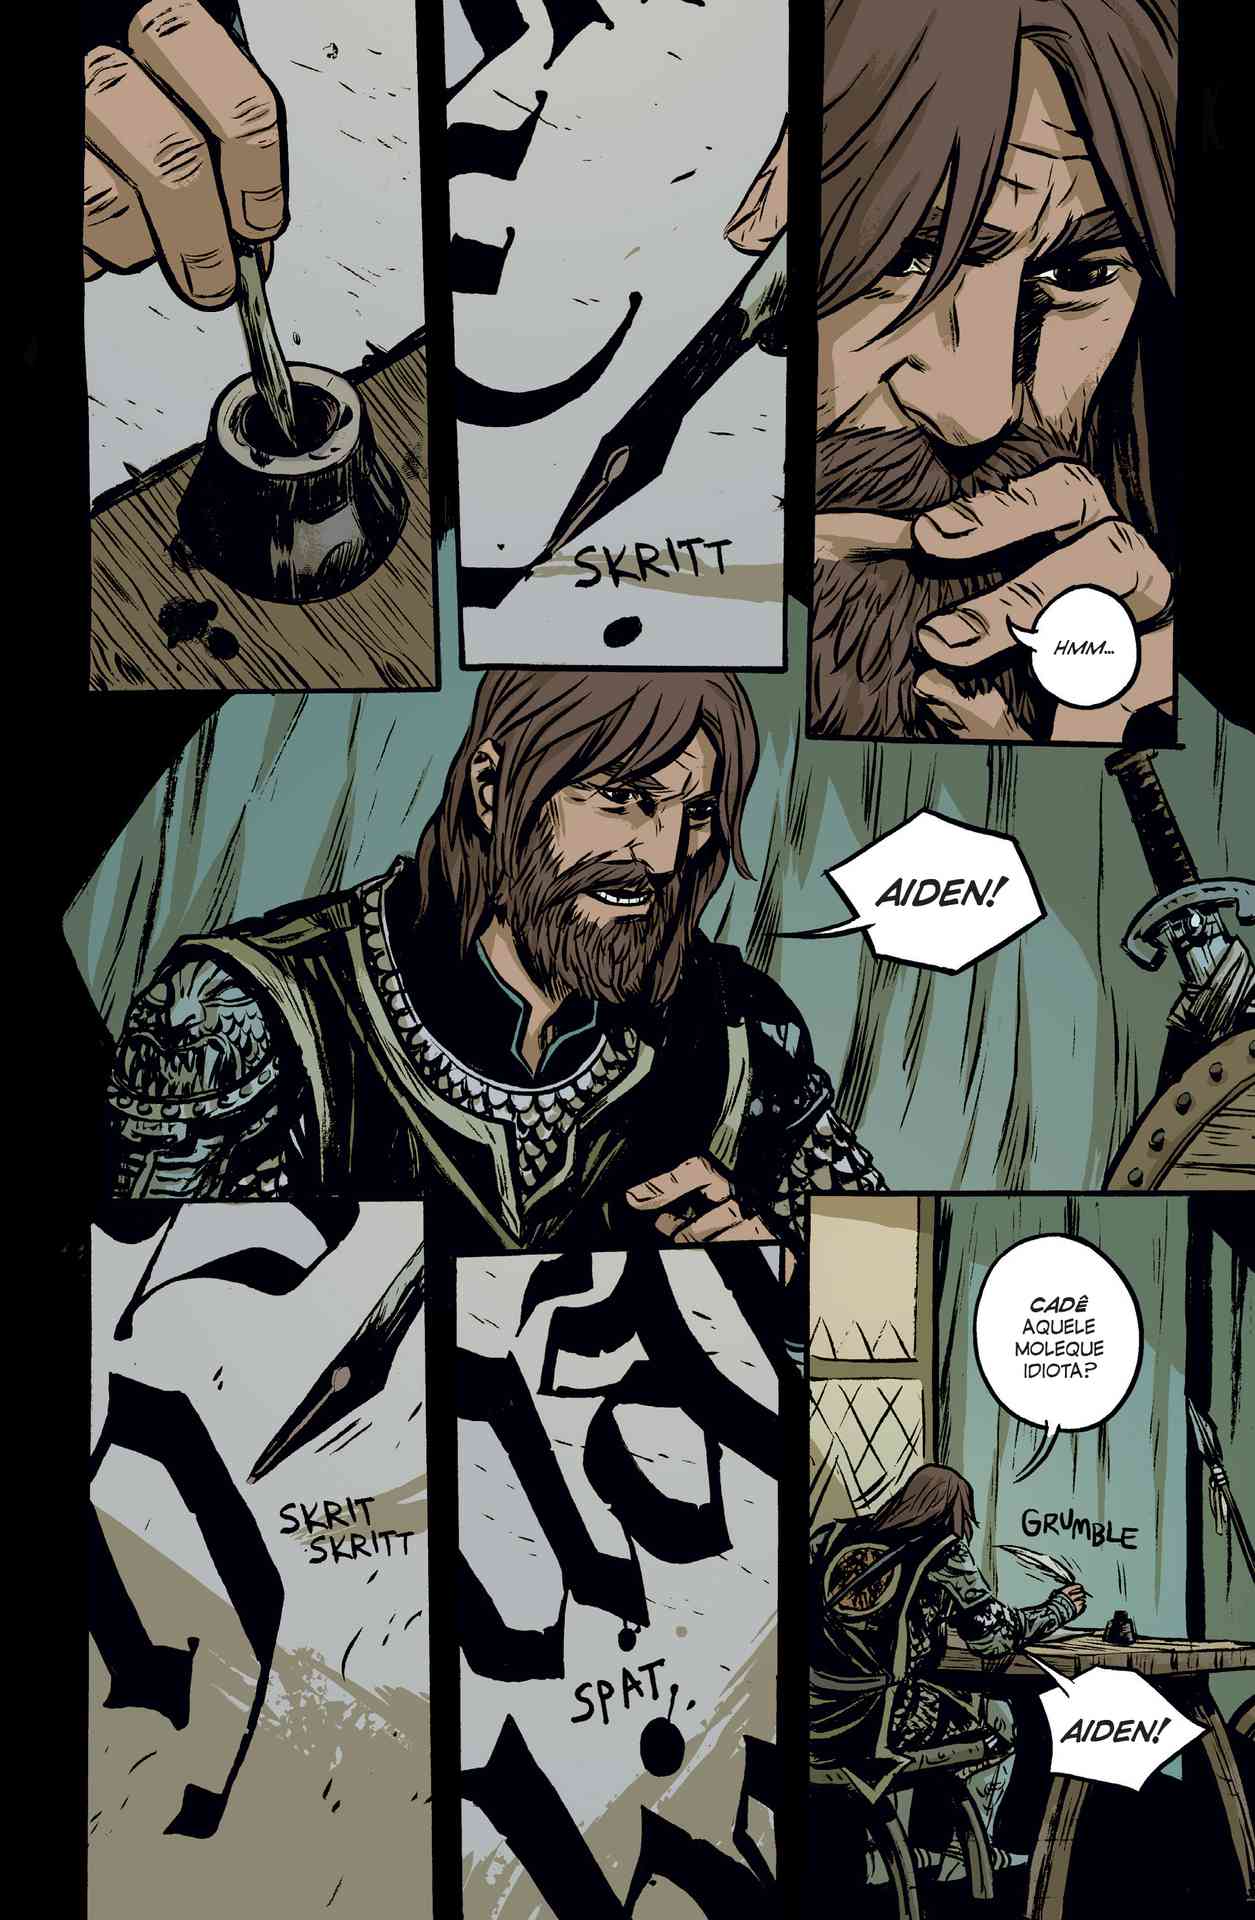 SKRITT
HMM...
AIDEN!
SKRIT
SKRITT
SPAT
CADÊ
AQUELE
MOLEQUE
IDIOTA?
GRUMBLE
AIDEN!